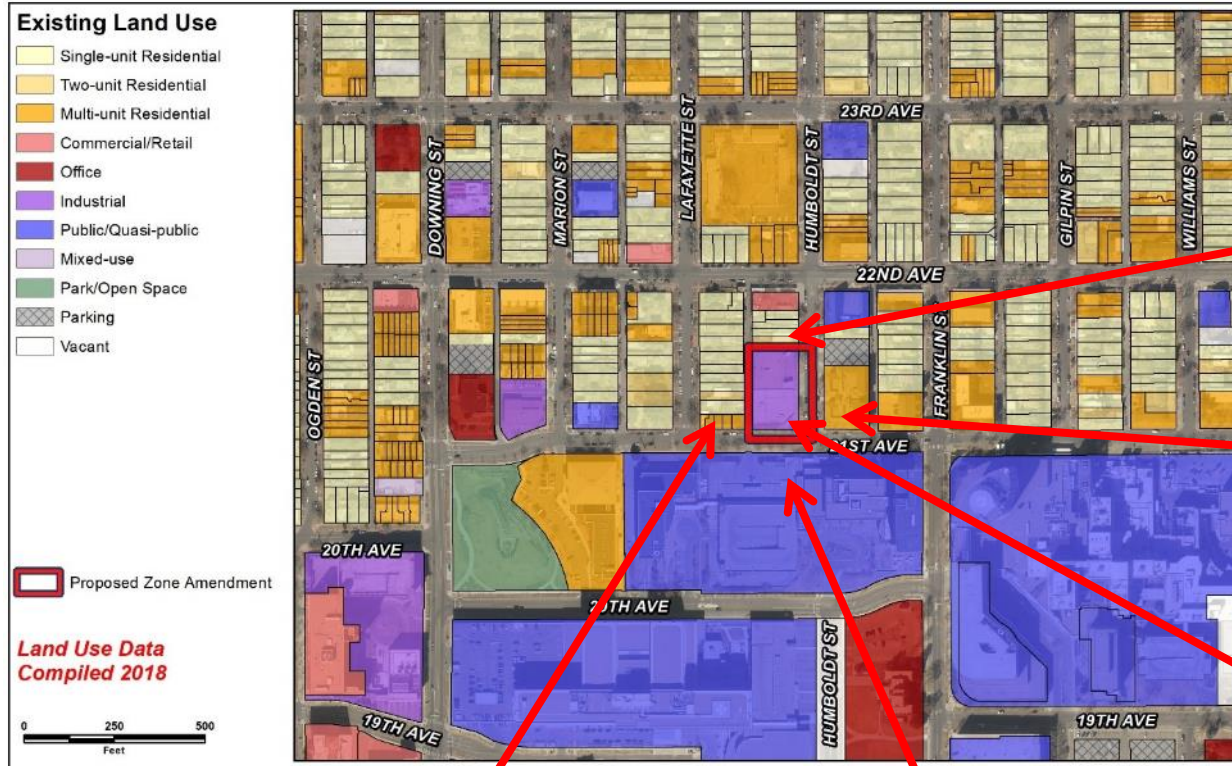 Existing Land Use
Single-unit Residential
Two-unit Residential
Multi-unit Residential
Commercial/Retail
Office
Industrial
Public/Quasi-public
Mixed-use
Park/Open Space
Parking
Vacant
Proposed Zone Amendment
Land Use Data
Compiled 2018
0 250 500
Feet
23RD AVE
DOWNING ST
MARION ST
LAFAYETTE ST
HUMBOLDT ST
GILPIN ST
WILLIAMS ST
22ND AVE
OGDEN ST
FRANKLIN ST
21ST AVE
20TH AVE
20TH AVE
HUMBOLDT ST
19TH AVE
19TH AVE